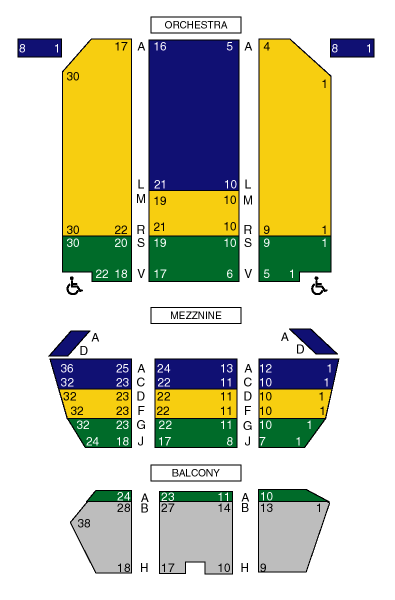 ORCHESTRA
8 1 17 A 16 5 A 4 8 1
30 1
L 21 10 L
M 19 10 M
30 22 R 21 10 R 9 1
30 20 S 19 10 S 9 1
22 18 V 17 6 V 5 1
MEZZNINE
A A
D D
36 25 A 24 13 A 12 1
32 23 C 22 11 C 10 1
32 23 D 22 11 D 10 1
32 23 F 22 11 F 10 1
32 23 G 22 11 G 10 1
24 18 J 17 8 J 7 1
BALCONY
24 A 23 11 A 10
28 B 27 14 B 13 1
38
18 H 17 10 H 9